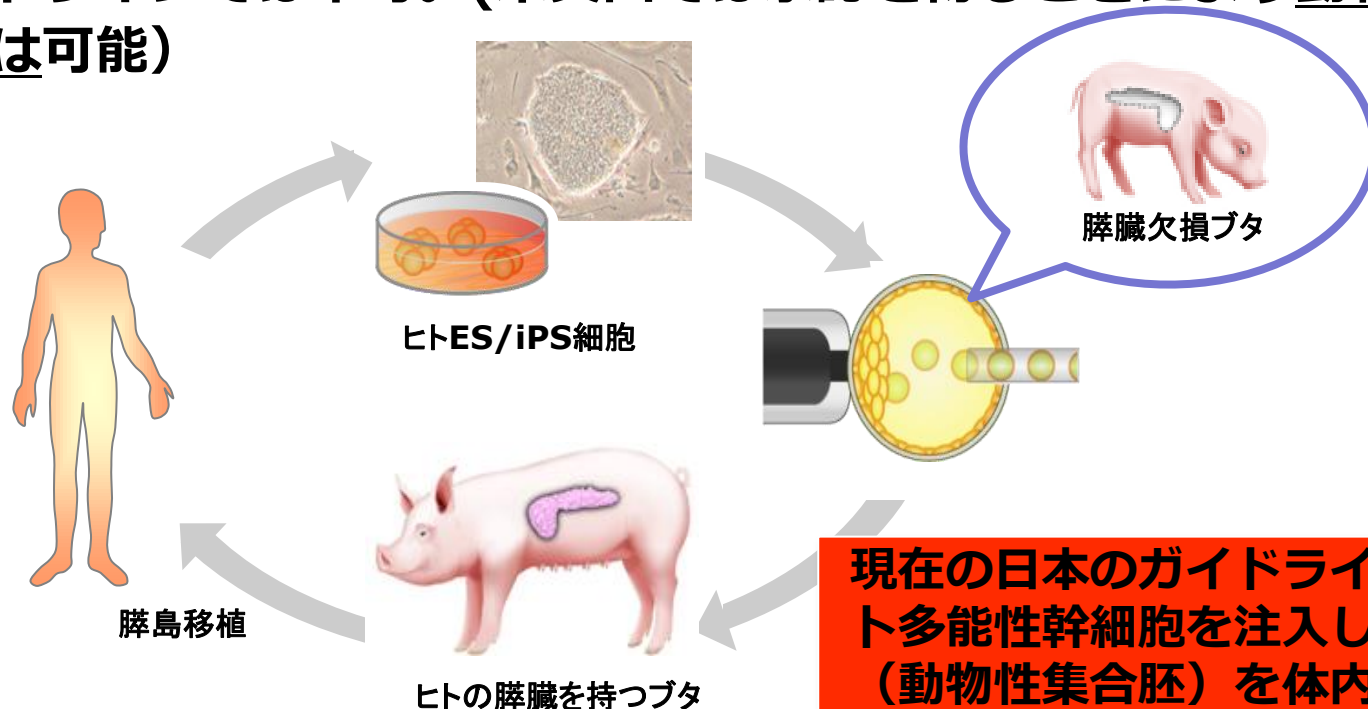 は可能）
膵臓欠損ブタ
ヒトES/iPS細胞
膵島移植
ヒトの膵臓を持つブタ
現在の日本のガイドライ
ト多能性幹細胞を注入し
（動物性集合胚）を体内